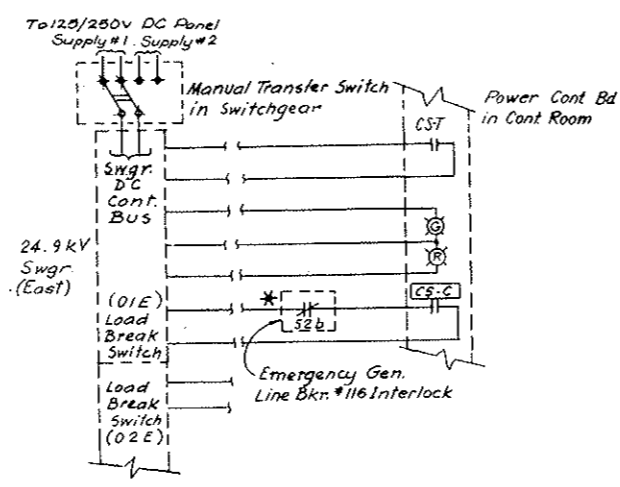 To 125/250V DC Panel
Supply #1. Supply #2
Manual Transfer Switch
in Switchgear
Power Cont Bd
in Cont. Room
CS-T
Swgr.
DC
Cont.
Bus
G
24.9 kV
Swgr.
(East)
R
(01E)
Load
Break
Switch
*
52b
CS-C
Emergency Gen.
Line Bkr. #116 Interlock
Load
Break
Switch
(02E)